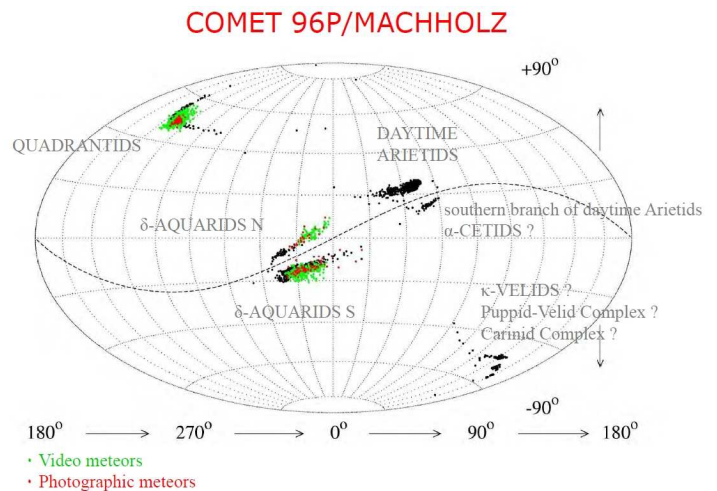 COMET 96P/MACHHOLZ
+90°
QUADRANTIDS
DAYTIME
ARIETIDS
δ-AQUARIDS N
southern branch of daytime Arietids
α-CETIDS ?
δ-AQUARIDS S
κ-VELIDS ?
Puppid-Velid Complex ?
Carinid Complex ?
-90°
180° 270° 0° 90° 180°
· Video meteors
· Photographic meteors